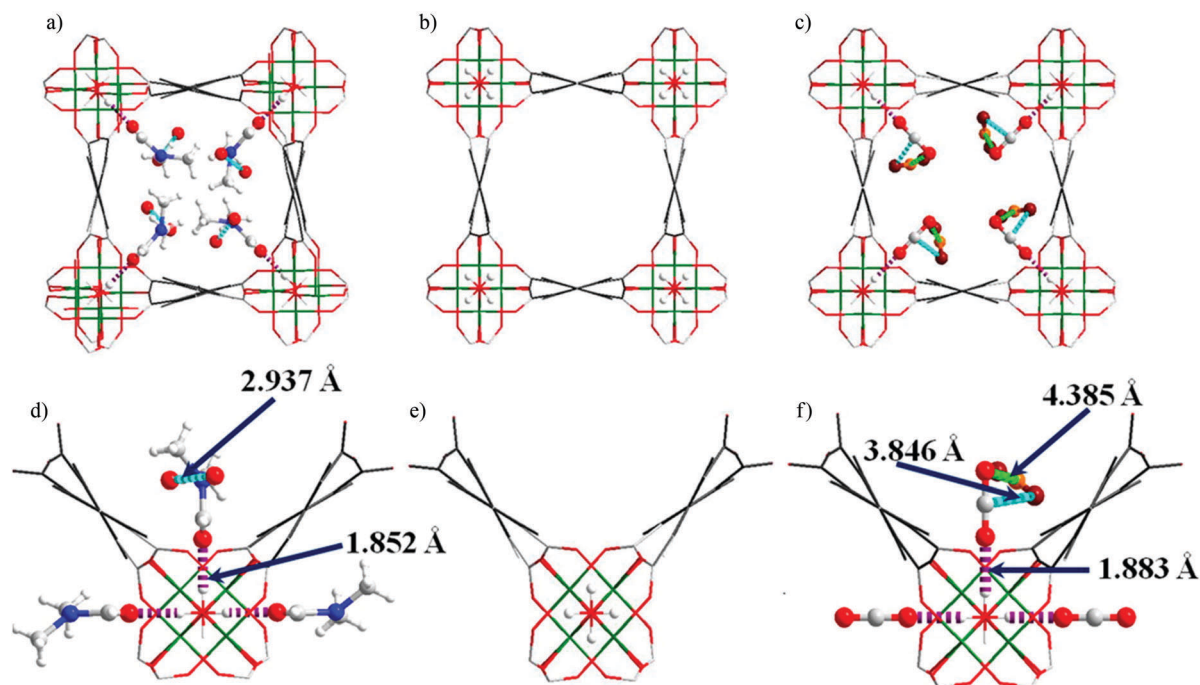 a)
b)
c)
d)
2.937 Å
1.852 Å
e)
f)
4.385 Å
3.846 Å
1.883 Å